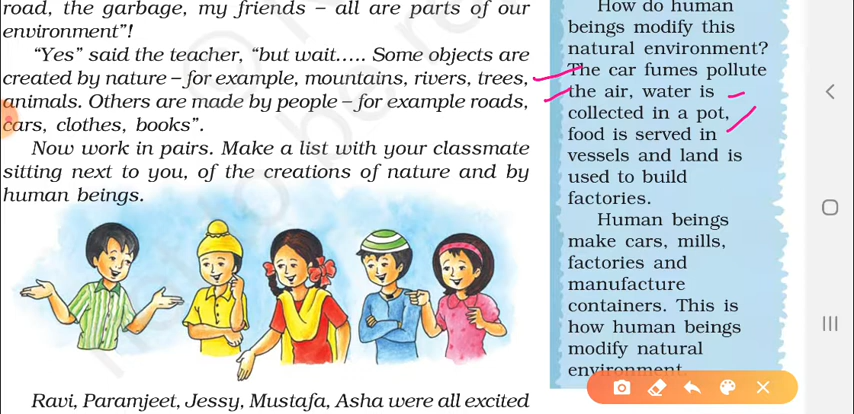 road, the garbage, my friends – all are parts of our
environment"!
"Yes" said the teacher, "but wait..... Some objects are
created by nature – for example, mountains, rivers, trees,
animals. Others are made by people – for example roads,
cars, clothes, books".
Now work in pairs. Make a list with your classmate
sitting next to you, of the creations of nature and by
human beings.
Ravi, Paramjeet, Jessy, Mustafa, Asha were all excited
How do human
beings modify this
natural environment?
The car fumes pollute
the air, water is
collected in a pot,
food is served in
vessels and land is
used to build
factories.
Human beings
make cars, mills,
factories and
manufacture
containers. This is
how human beings
modify natural
environment.